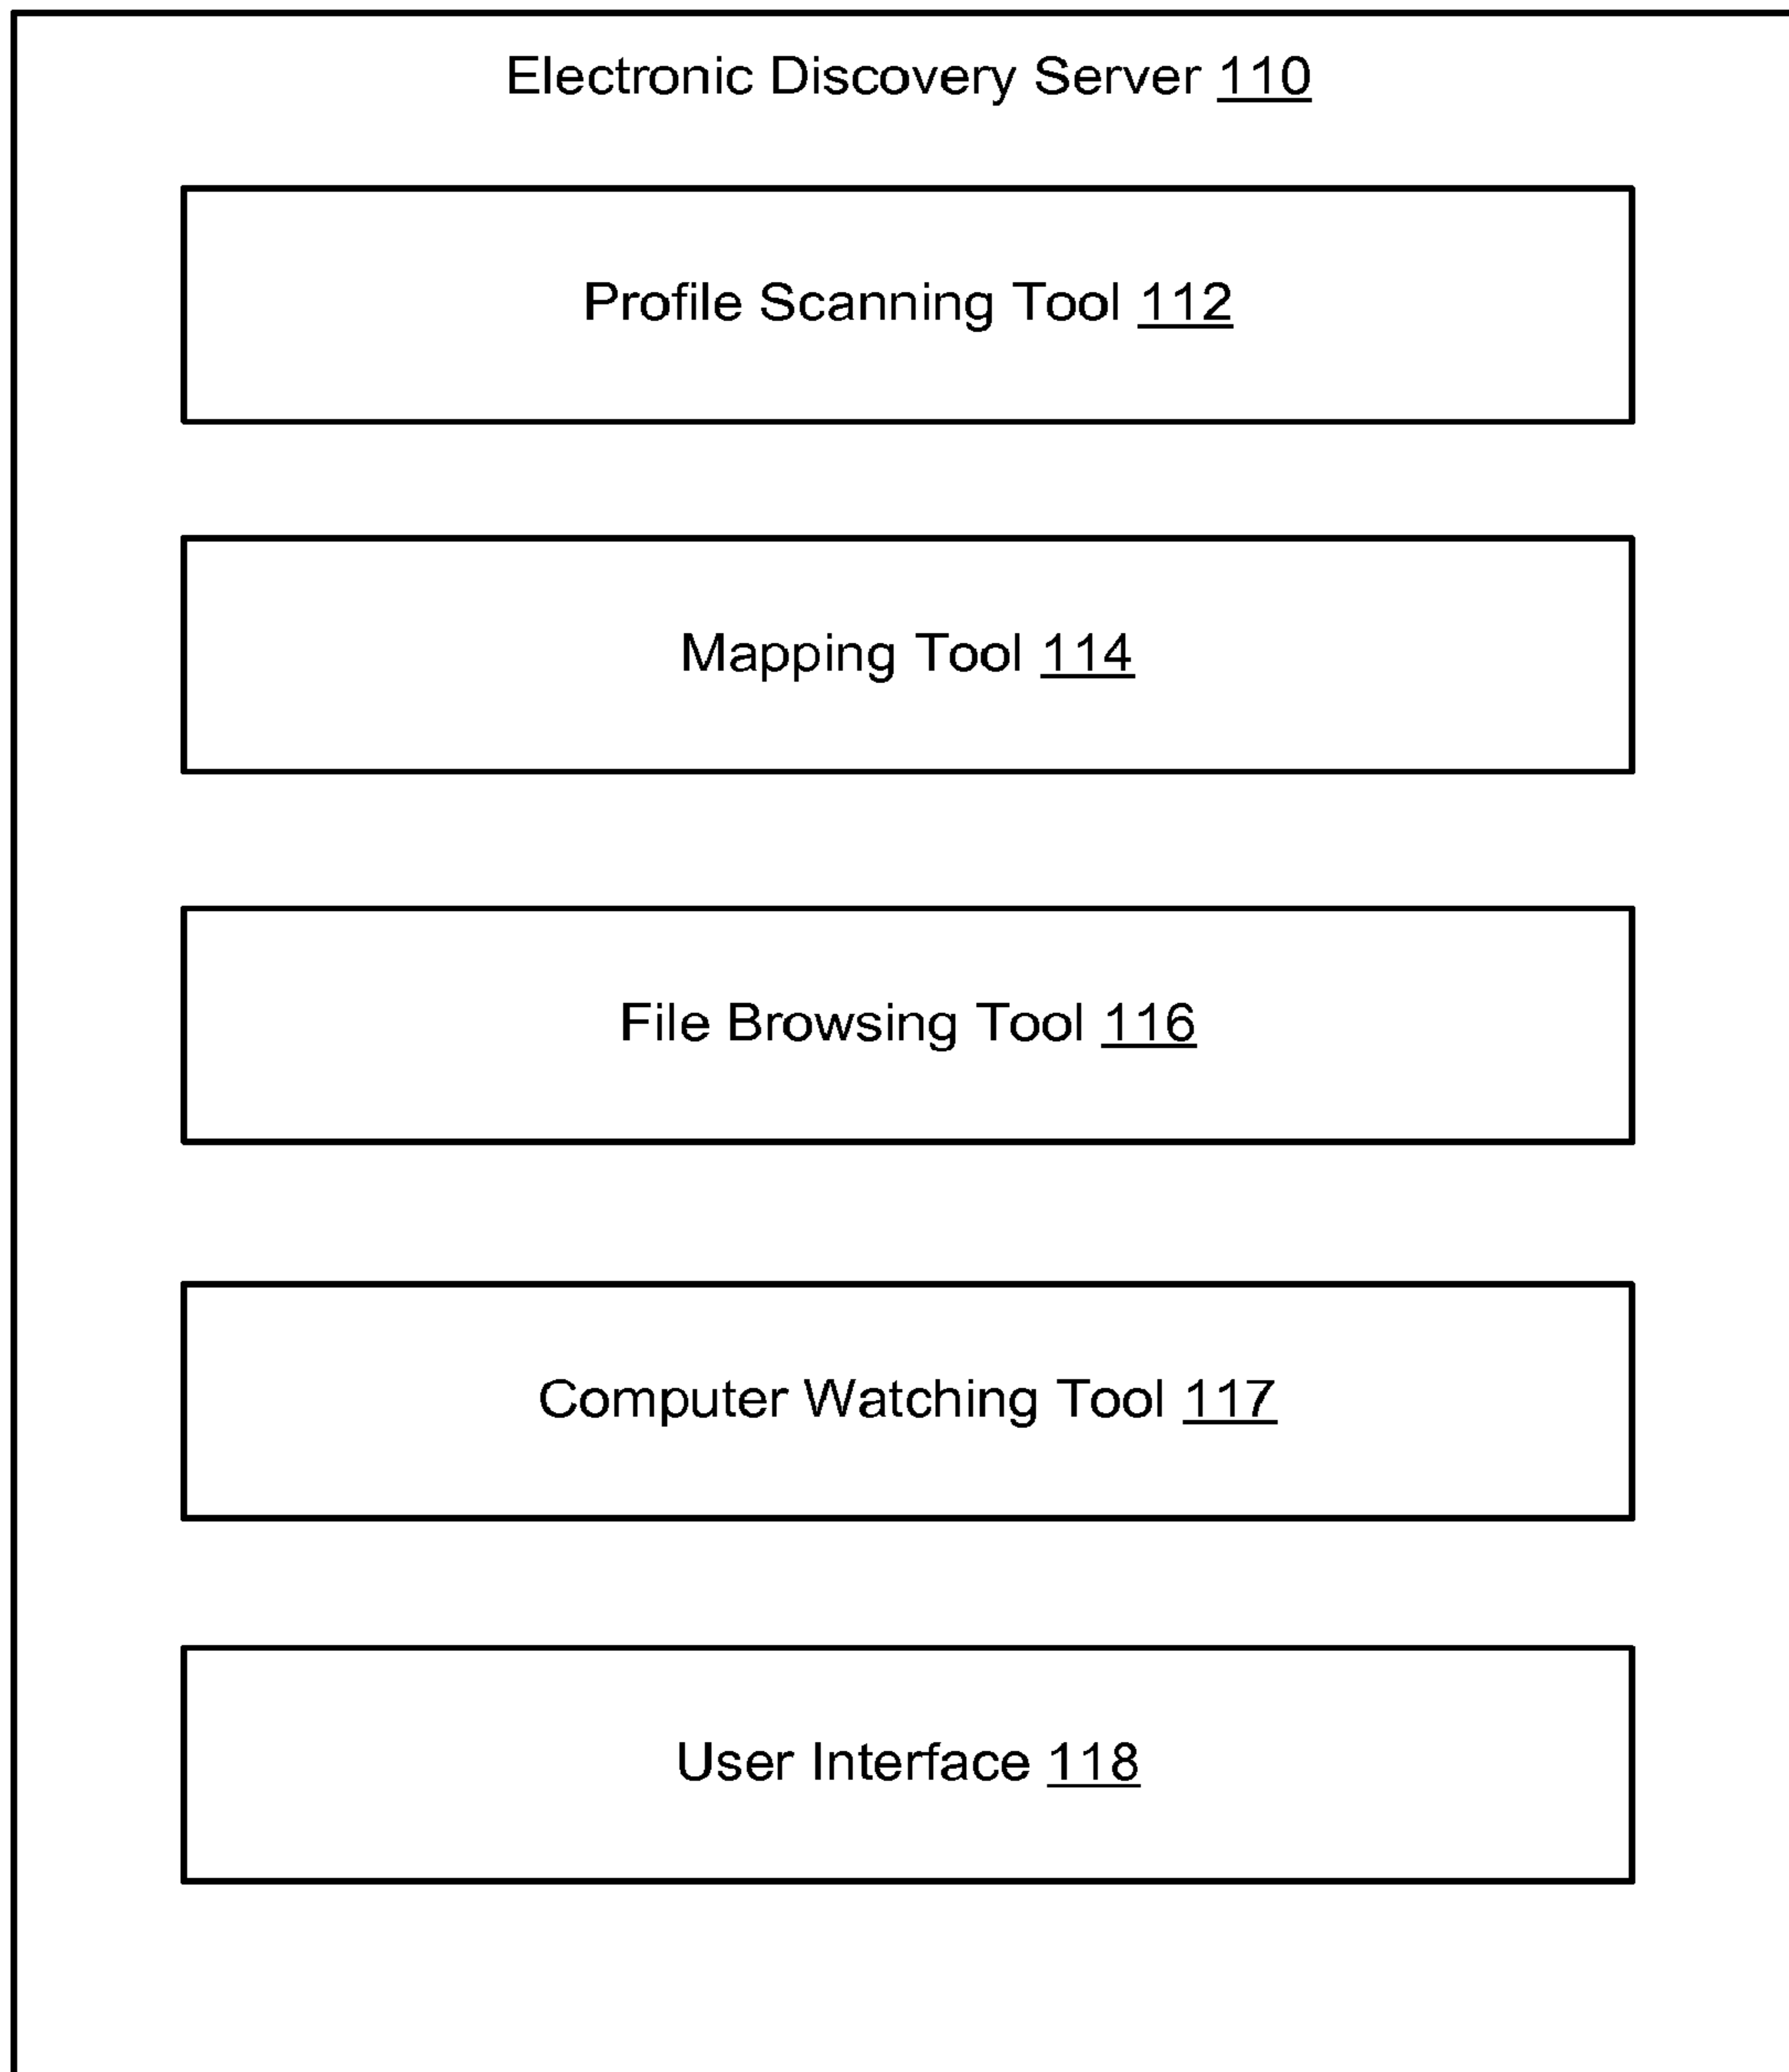 Electronic Discovery Server 110
Profile Scanning Tool 112
Mapping Tool 114
File Browsing Tool 116
Computer Watching Tool 117
User Interface 118